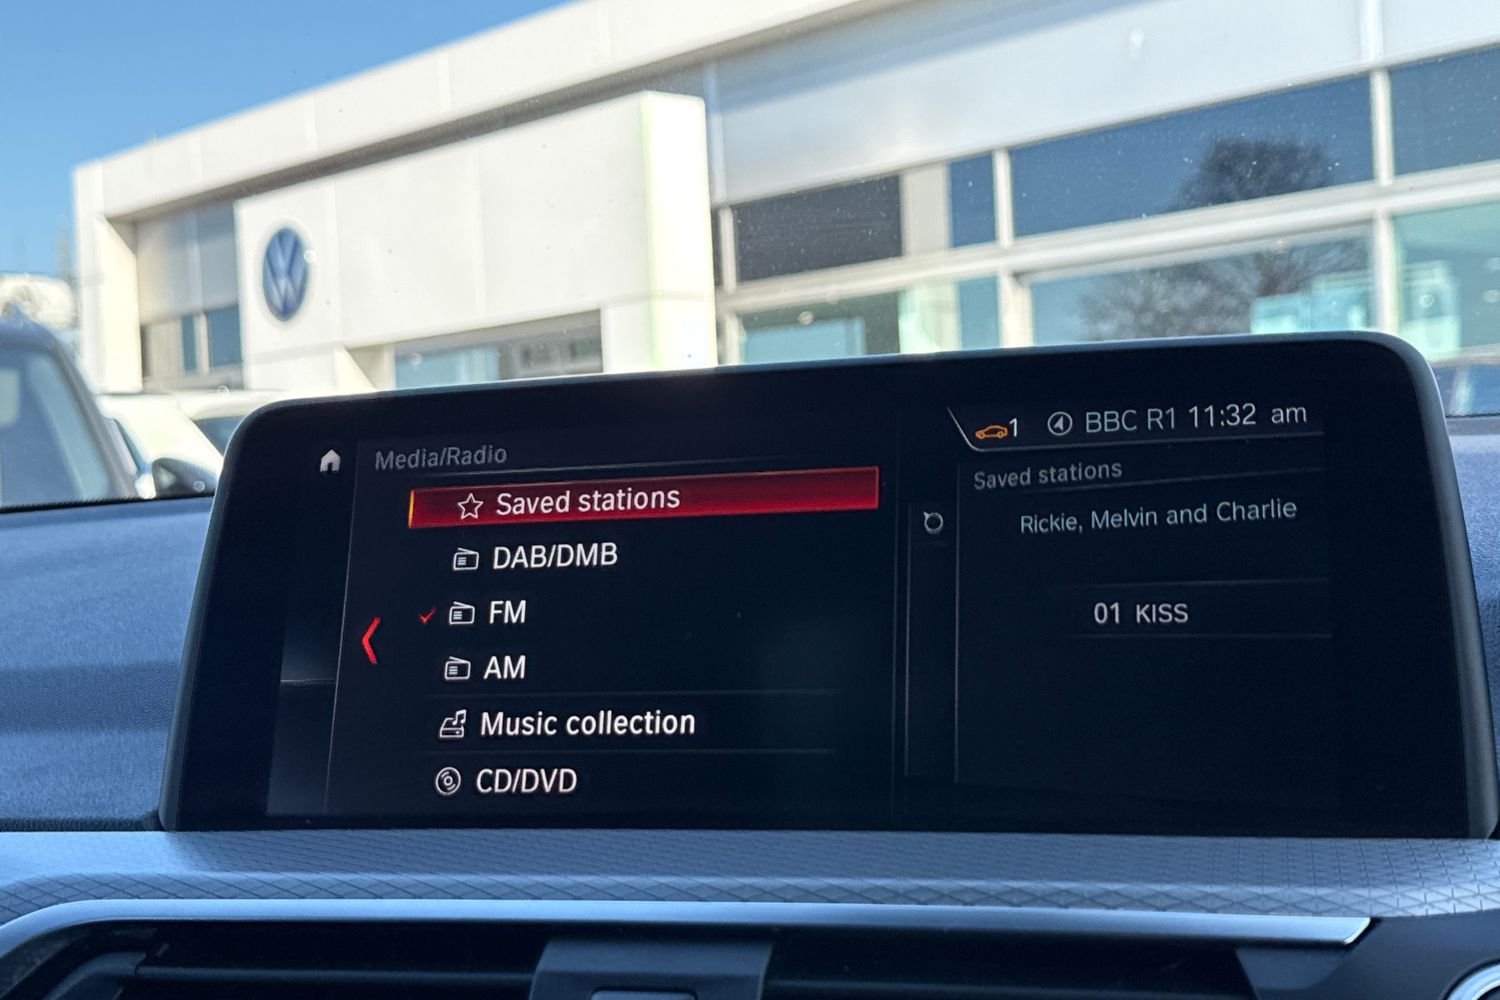 Media/Radio
Saved stations
DAB/DMB
FM
AM
Music collection
CD/DVD
1 BBC R1 11:32 am
Saved stations
Rickie, Melvin and Charlie
01 KISS